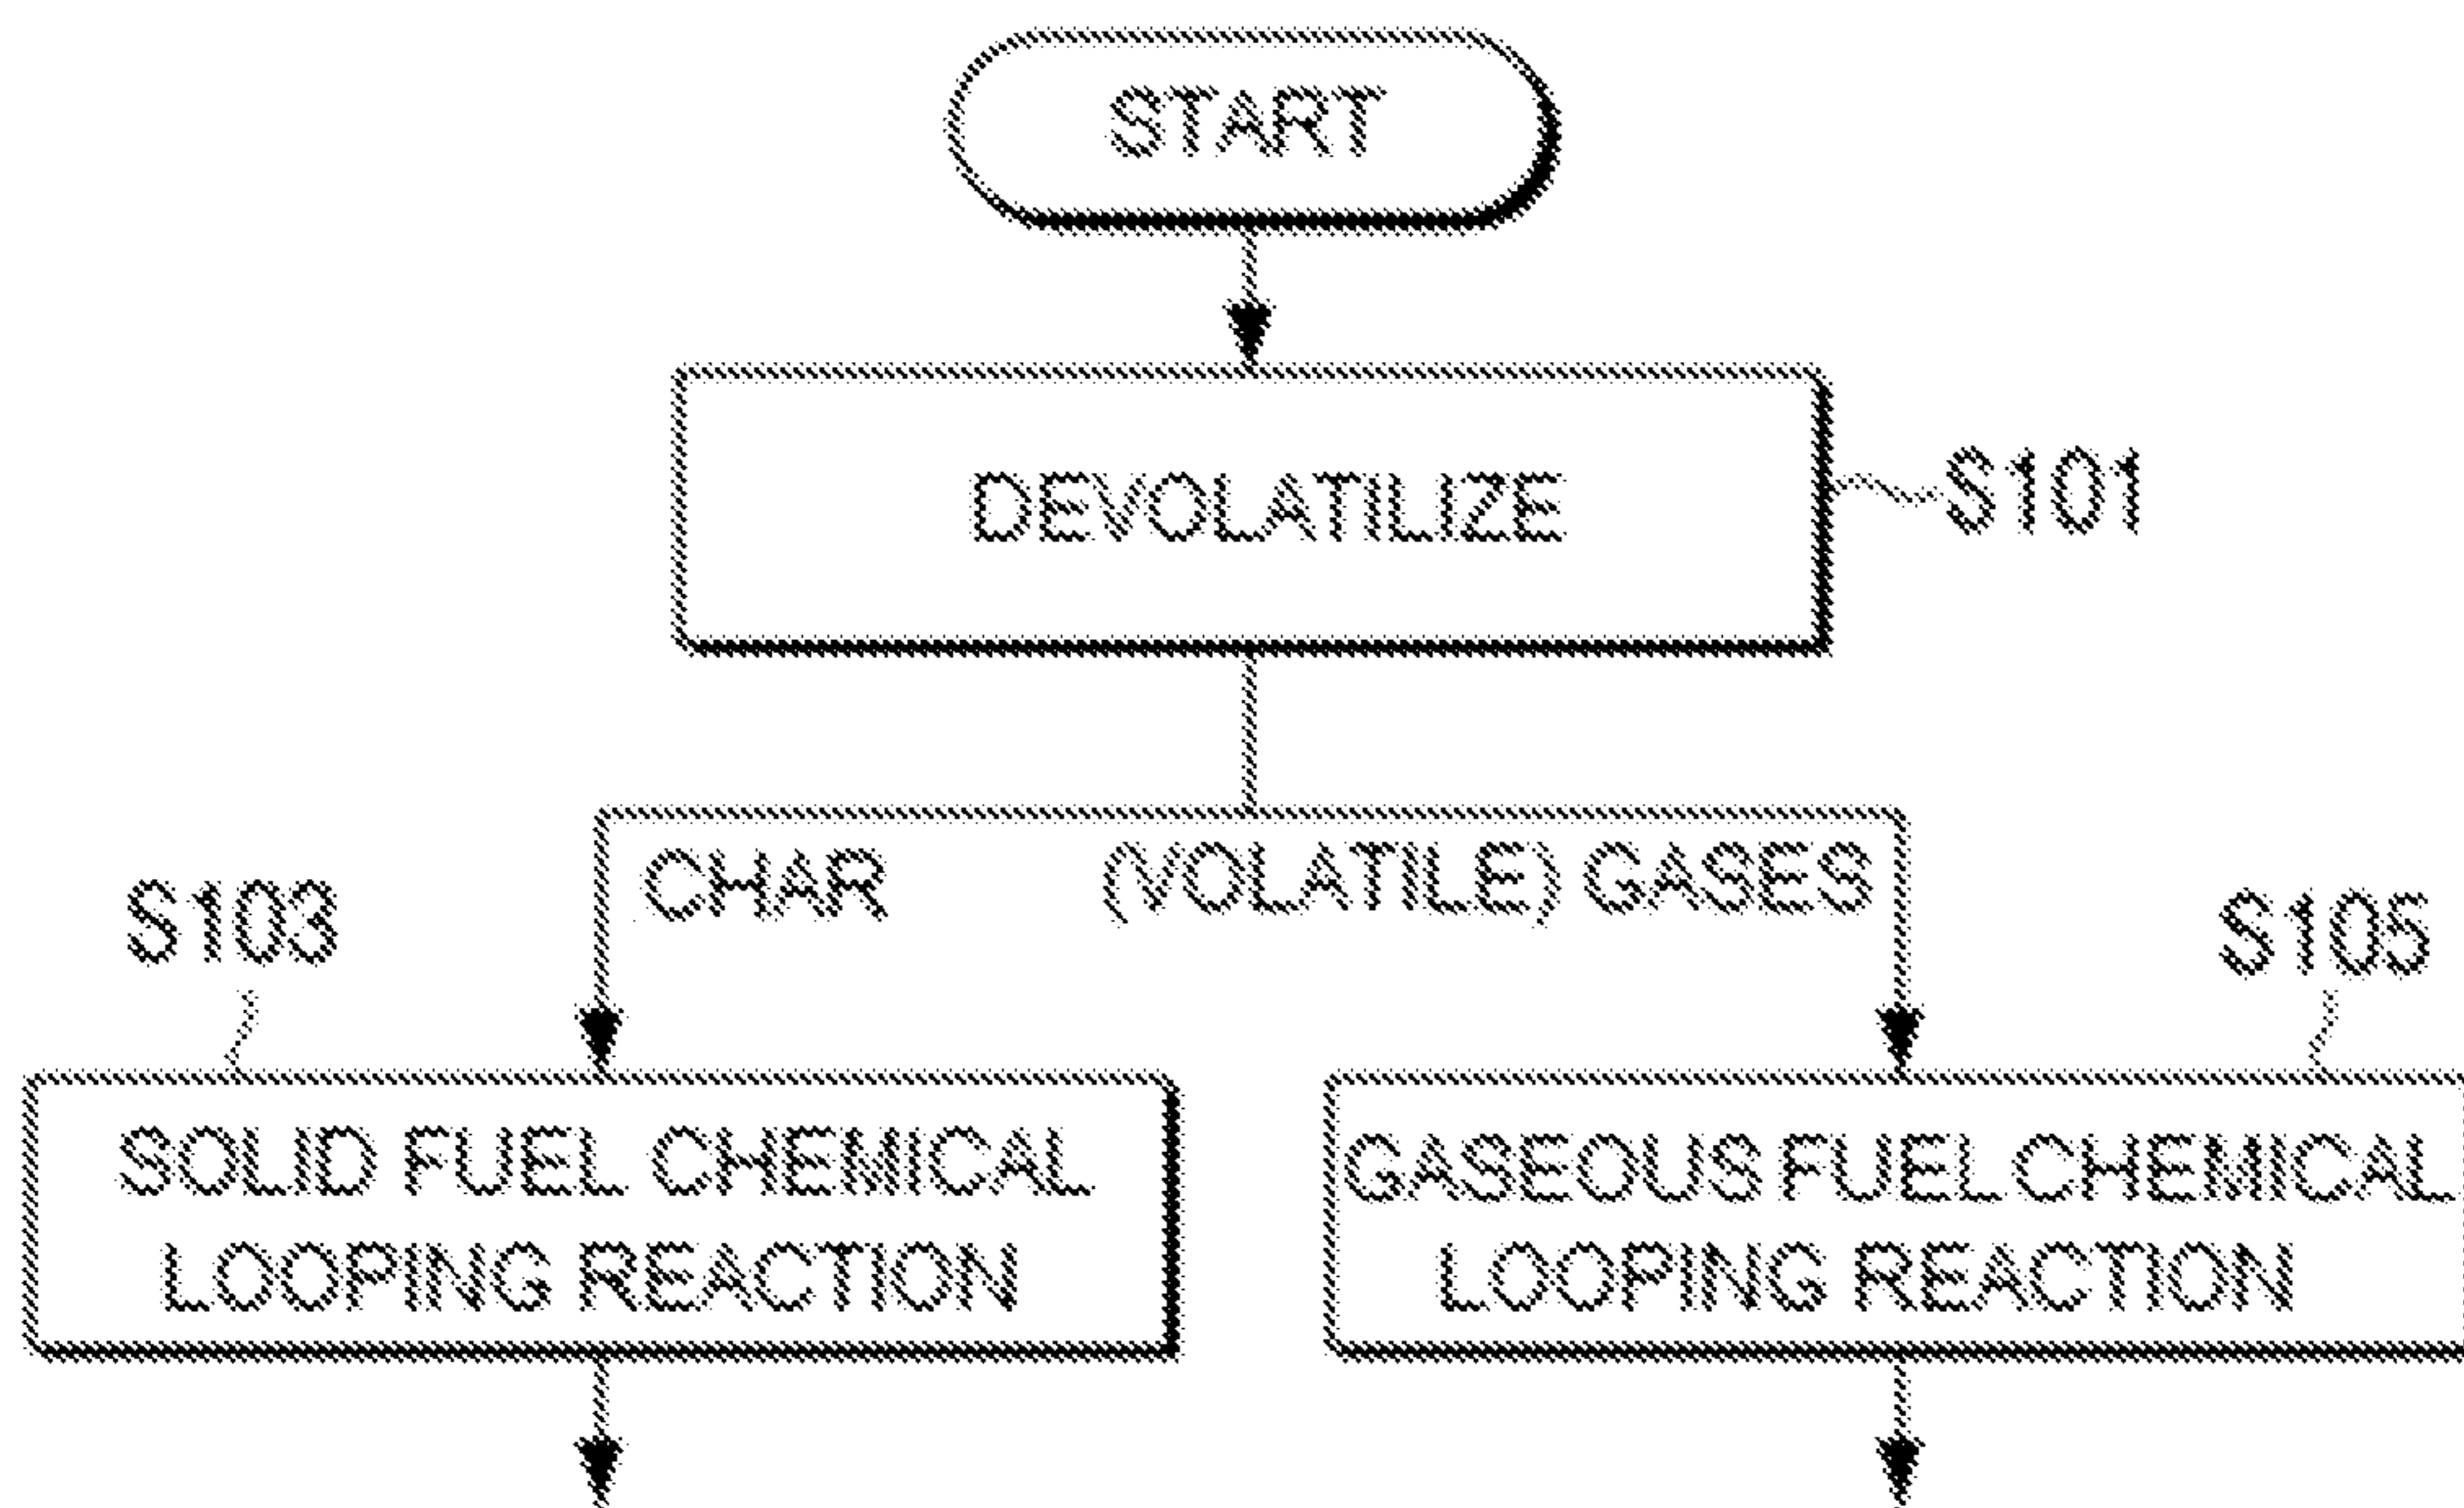 START
DEVOLATILIZE
S101
CHAR
(VOLATILE) GASES
S103
S105
SOLID FUEL CHEMICAL
LOOPING REACTION
GASEOUS FUEL CHEMICAL
LOOPING REACTION